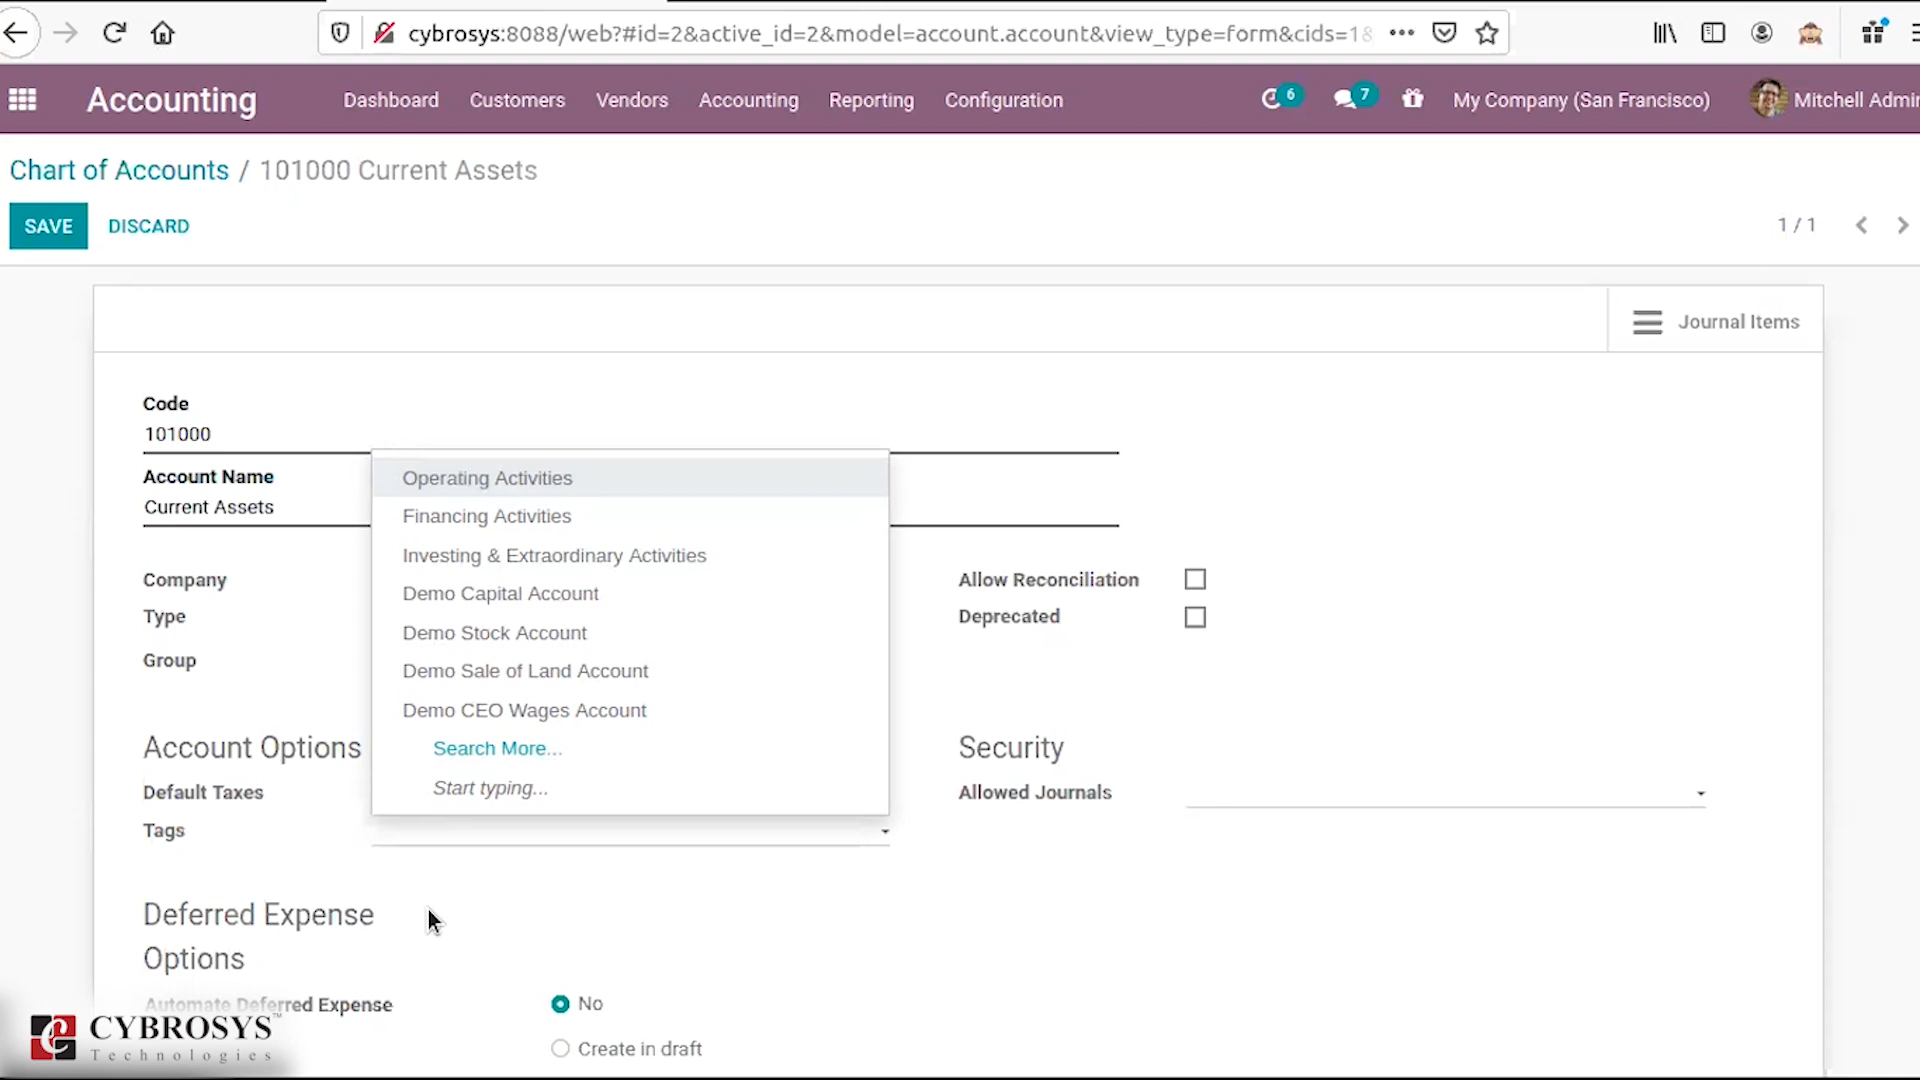 cybrosys:8088/web?#id=2&active_id=2&model=account.account&view_type=form&cids=1&
Accounting Dashboard Customers Vendors Accounting Reporting Configuration 6 7 My Company (San Francisco) Mitchell Admin
Chart of Accounts / 101000 Current Assets
SAVE DISCARD 1 / 1
Journal Items
Code
101000
Account Name
Current Assets
Operating Activities
Financing Activities
Investing & Extraordinary Activities
Demo Capital Account
Demo Stock Account
Demo Sale of Land Account
Demo CEO Wages Account
Search More...
Start typing...
Company
Type
Group
Allow Reconciliation
Deprecated
Account Options
Default Taxes
Tags
Security
Allowed Journals
Deferred Expense
Options
Automate Deferred Expense
No
Create in draft
CYBROSYS™
Technologies